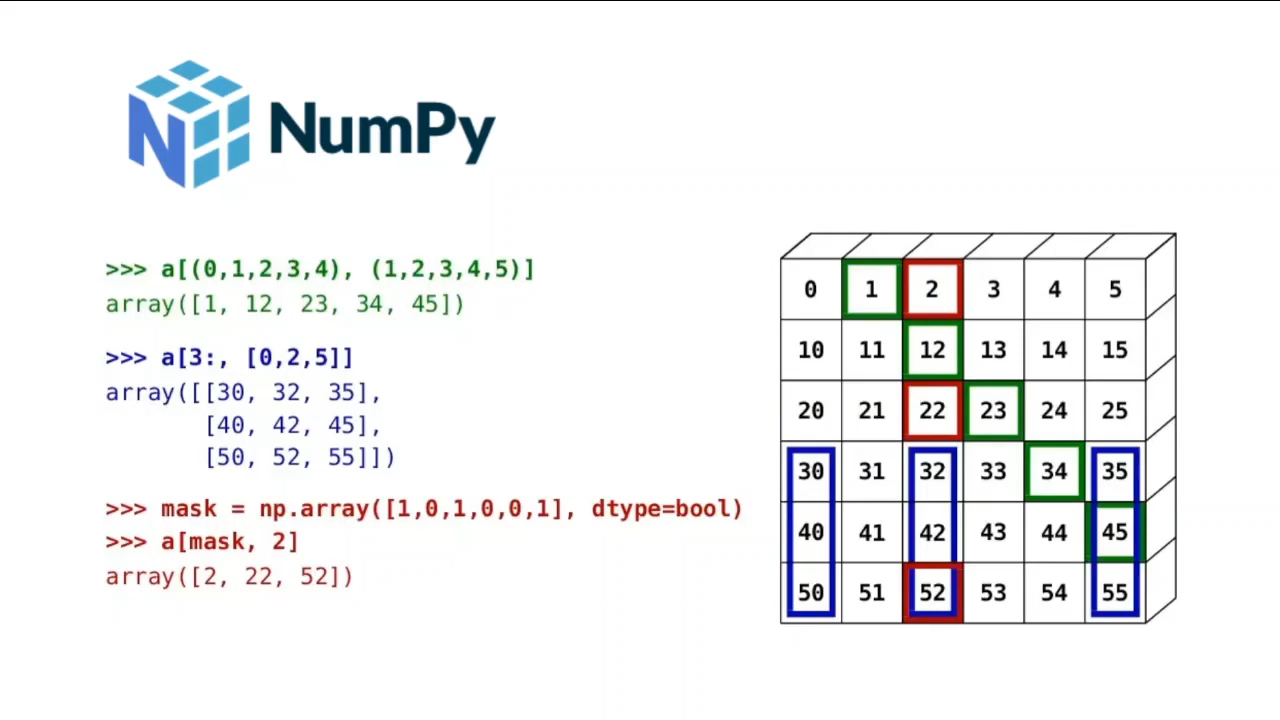 NumPy
>>> a[(0,1,2,3,4), (1,2,3,4,5)]
array([1, 12, 23, 34, 45])
>>> a[3:, [0,2,5]]
array([[30, 32, 35],
       [40, 42, 45],
       [50, 52, 55]])
>>> mask = np.array([1,0,1,0,0,1], dtype=bool)
>>> a[mask, 2]
array([2, 22, 52])
0 1 2 3 4 5
10 11 12 13 14 15
20 21 22 23 24 25
30 31 32 33 34 35
40 41 42 43 44 45
50 51 52 53 54 55